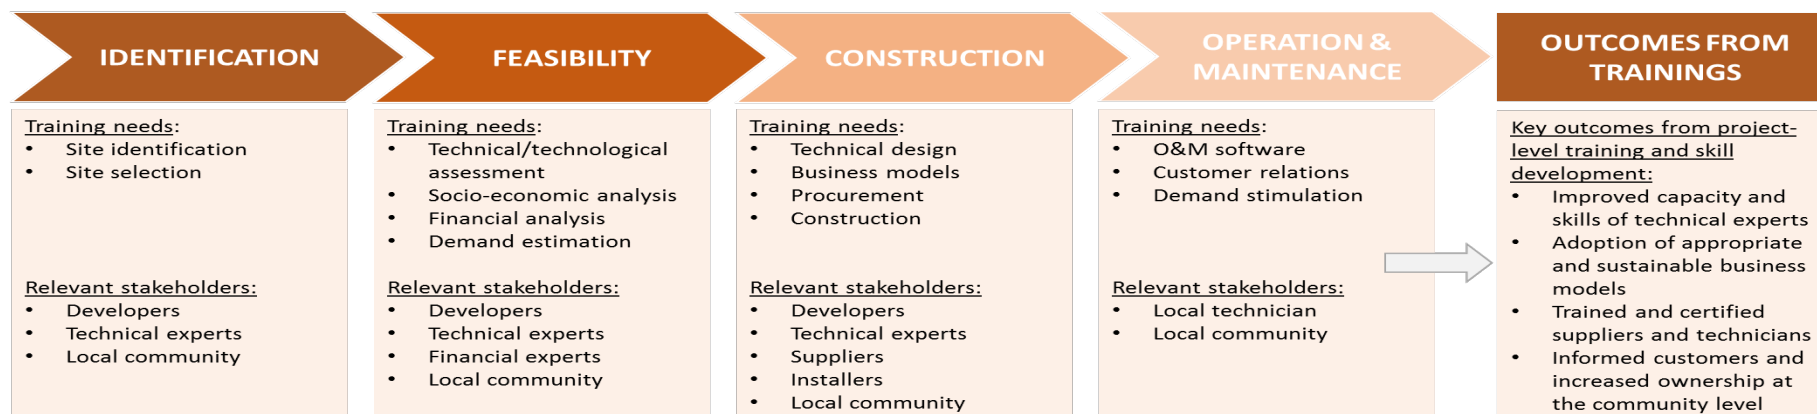 IDENTIFICATION
Training needs:
• Site identification
• Site selection
Relevant stakeholders:
• Developers
• Technical experts
• Local community
FEASIBILITY
Training needs:
• Technical/technological
assessment
• Socio-economic analysis
• Financial analysis
• Demand estimation
Relevant stakeholders:
• Developers
• Technical experts
• Financial experts
• Local community
CONSTRUCTION
Training needs:
• Technical design
• Business models
• Procurement
• Construction
Relevant stakeholders:
• Developers
• Technical experts
• Suppliers
• Installers
• Local community
OPERATION &
MAINTENANCE
Training needs:
• O&M software
• Customer relations
• Demand stimulation
Relevant stakeholders:
• Local technician
• Local community
OUTCOMES FROM
TRAININGS
Key outcomes from project-
level training and skill
development:
• Improved capacity and
skills of technical experts
• Adoption of appropriate
and sustainable business
models
• Trained and certified
suppliers and technicians
• Informed customers and
increased ownership at
the community level